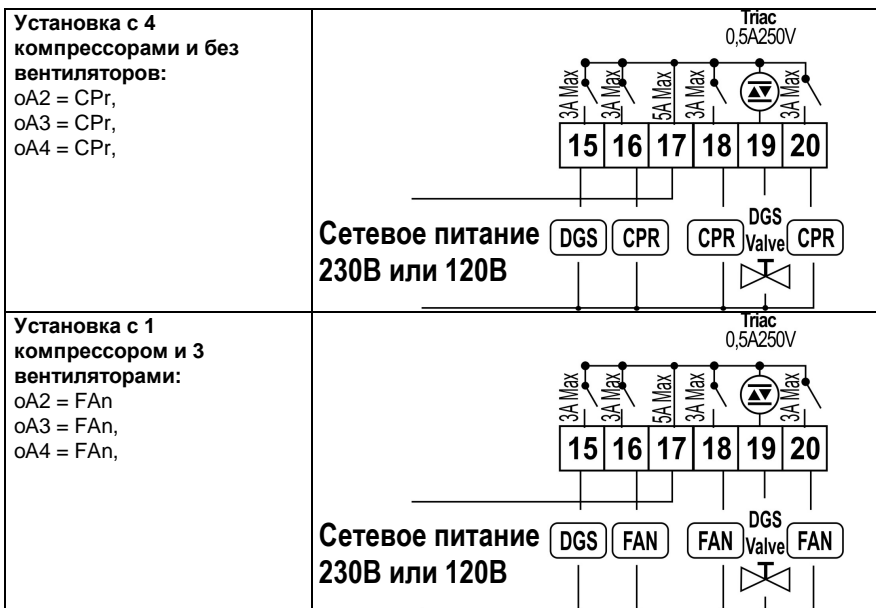 Установка с 4
компрессорами и без
вентиляторов:
oA2 = CPr,
oA3 = CPr,
oA4 = CPr,
Triac
0,5A250V
3A Max
3A Max
5A Max
3A Max
3A Max
15 16 17 18 19 20
Сетевое питание
230В или 120В
DGS
CPR
CPR
DGS
Valve
CPR
Установка с 1
компрессором и 3
вентиляторами:
oA2 = FAn
oA3 = FAn,
oA4 = FAn,
Triac
0,5A250V
3A Max
3A Max
5A Max
3A Max
3A Max
15 16 17 18 19 20
Сетевое питание
230В или 120В
DGS
FAN
FAN
DGS
Valve
FAN